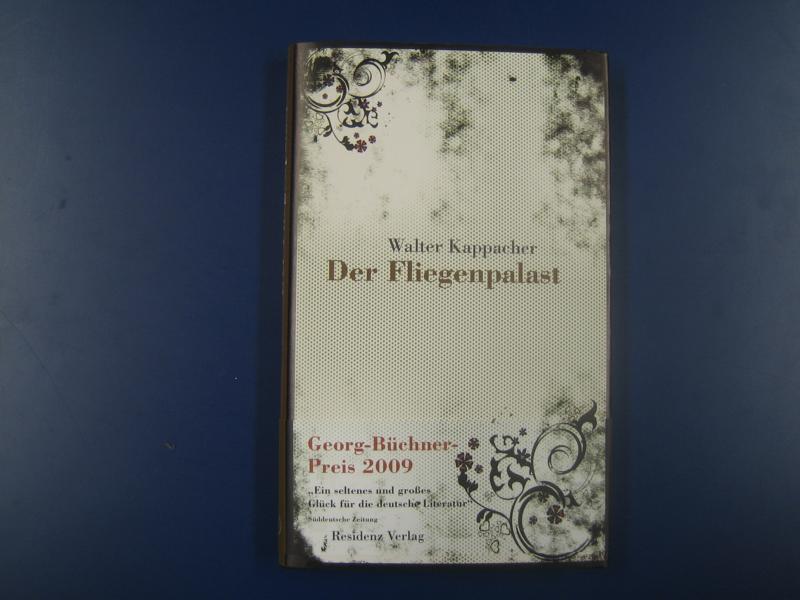 Walter Kappacher
Der Fliegenpalast
Georg-Büchner-
Preis 2009
„Ein seltenes und großes
Glück für die deutsche Literatur“
Süddeutsche Zeitung
Residenz Verlag